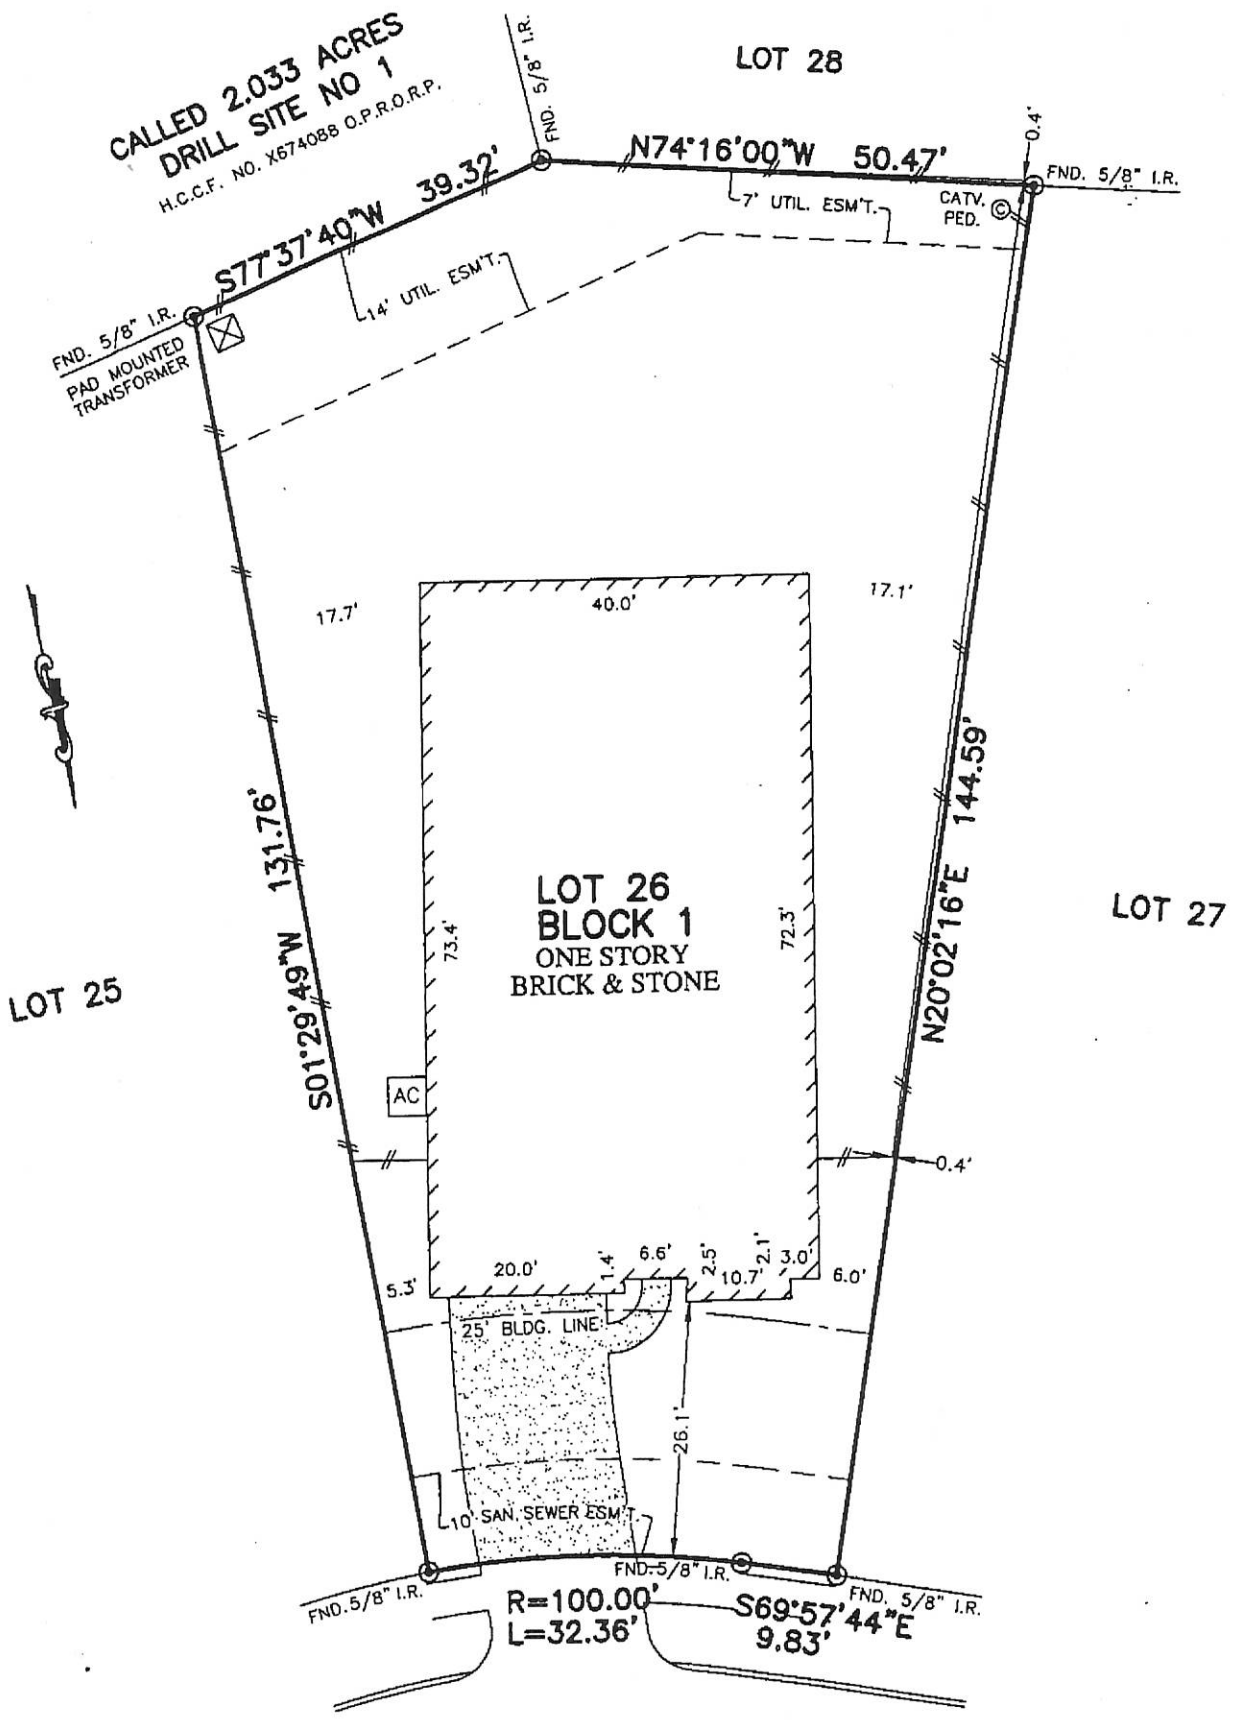 CALLED 2.033 ACRES
DRILL SITE NO 1
H.C.C.F. NO. X674088 O.P.R.O.R.P.
FND. 5/8" I.R.
LOT 28
0.4'
N74°16'00"W 50.47'
FND. 5/8" I.R.
S77°37'40"W 39.32'
7' UTIL. ESM'T.
CATV.
PED.
©
14' UTIL. ESM'T.
FND. 5/8" I.R.
PAD MOUNTED
TRANSFORMER
17.7'
40.0'
17.1'
S01°29'49"W 131.76'
N20°02'16"E 144.59'
73.4'
LOT 26
BLOCK 1
ONE STORY
BRICK & STONE
72.3'
LOT 27
LOT 25
AC
0.4'
5.3'
20.0'
1.4'
6.6'
2.5'
10.7'
2.1'
3.0'
6.0'
25' BLDG. LINE
26.1'
10' SAN. SEWER ESM'T.
FND. 5/8" I.R.
FND. 5/8" I.R.
FND. 5/8" I.R.
R=100.00'
L=32.36'
S69°57'44"E
9.83'